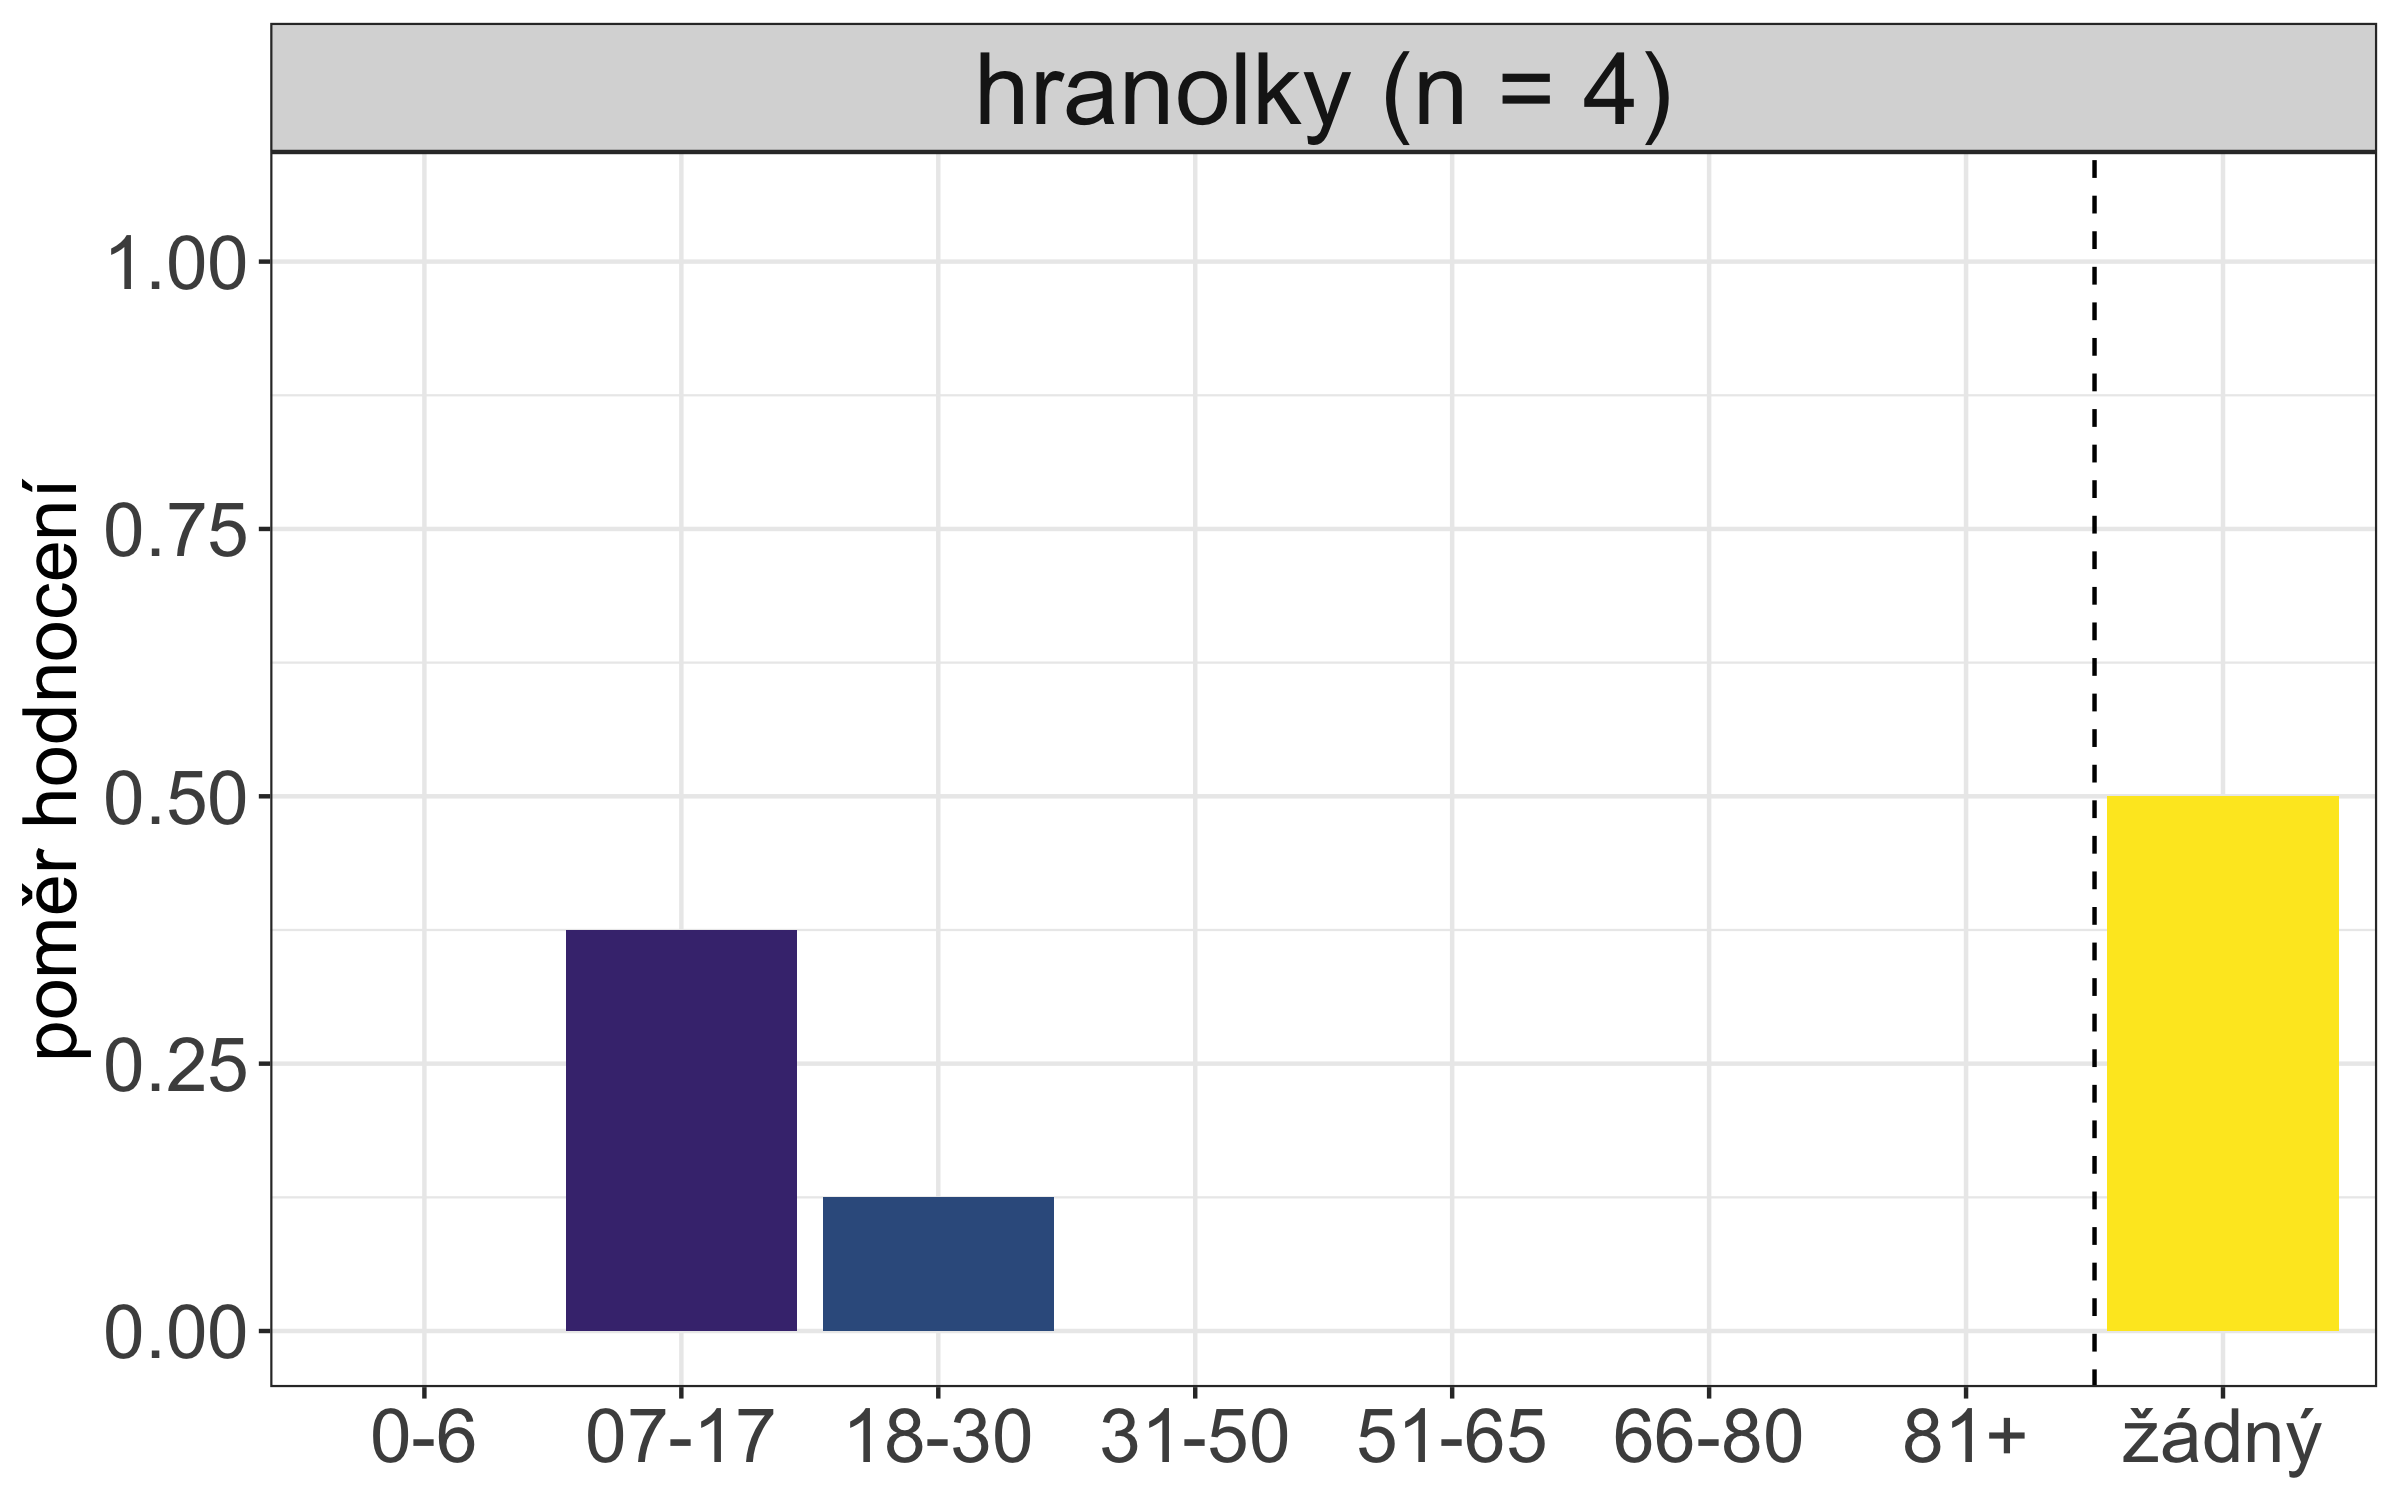 hranolky (n = 4)
poměr hodnocení
1.00
0.75
0.50
0.25
0.00
0-6 07-17 18-30 31-50 51-65 66-80 81+ žádný